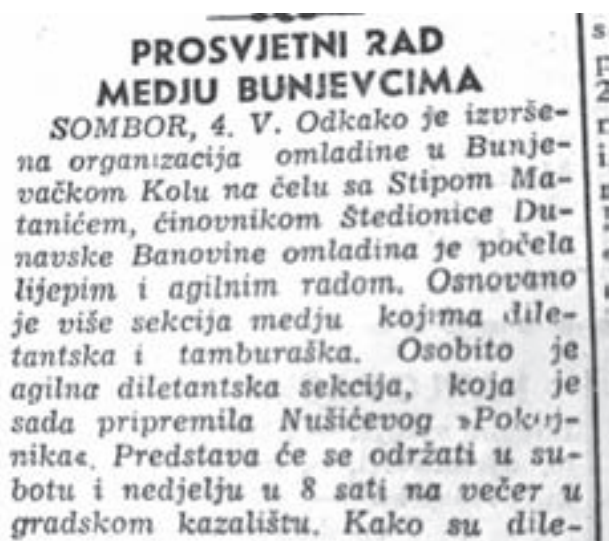 PROSVJETNI RAD
MEDJU BUNJEVCIMA
SOMBOR, 4. V. Odkako je izvrše-
na organizacija omladine u Bunje-
vačkom Kolu na čelu sa Stipom Ma-
tanićem, ćinovnikom Štedionice Du-
navske Banovine omladina je počela
lijepim i agilnim radom. Osnovano
je više sekcija medju kojima dile-
tantska i tamburaška. Osobito je
agilna diletantska sekcija, koja je
sada pripremila Nušićevog »Pokoj-
nika«. Predstava će se održati u su-
botu i nedjelju u 8 sati na večer u
gradskom kazalištu. Kako su dile-